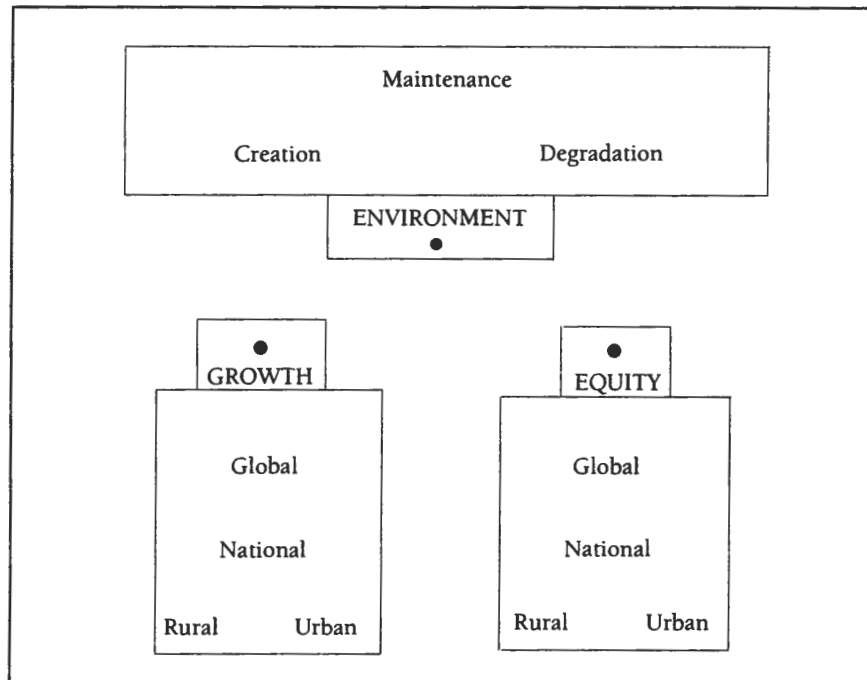 Maintenance
Creation Degradation
ENVIRONMENT
GROWTH
Global
National
Rural Urban
EQUITY
Global
National
Rural Urban